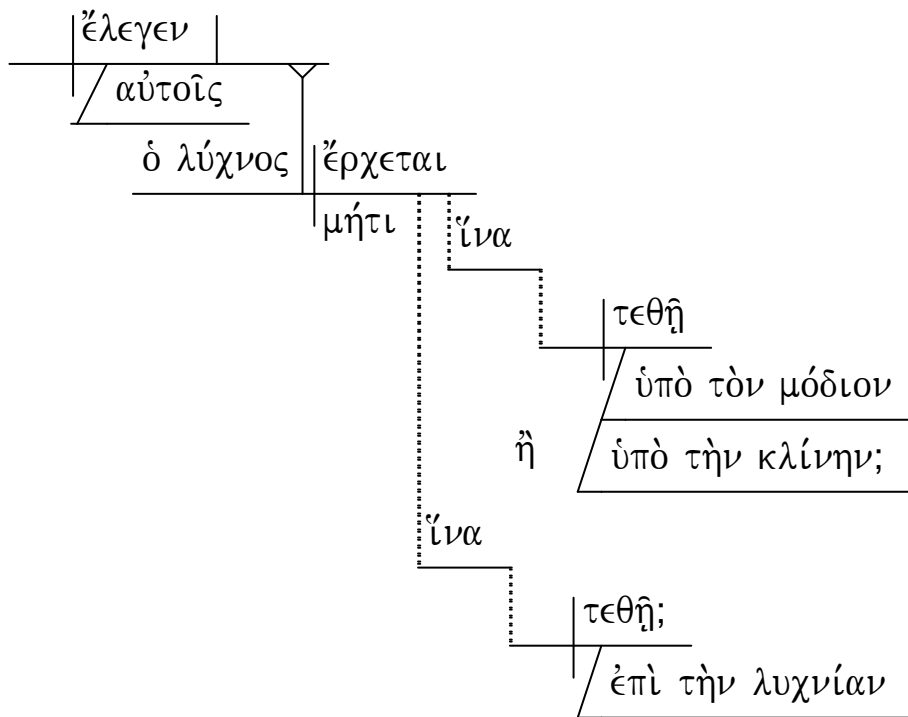 ἔλεγεν
αὐτοῖς
ὁ λύχνος ἔρχεται
μήτι
ἵνα
τεθῇ
ὑπὸ τὸν μόδιον
ἢ ὑπὸ τὴν κλίνην;
ἵνα
τεθῇ;
ἐπὶ τὴν λυχνίαν